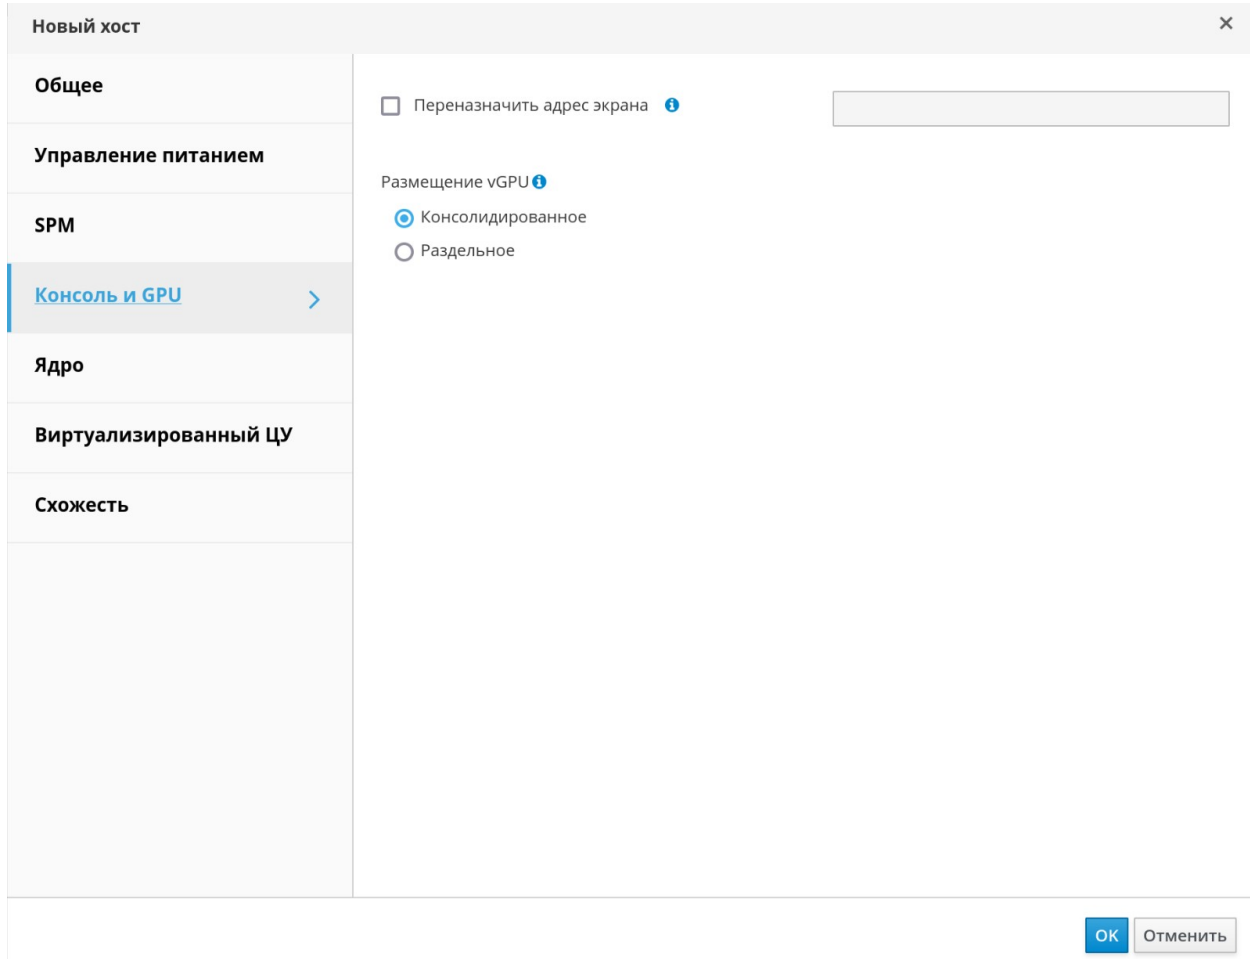 Новый хост
Общее
Управление питанием
SPM
Консоль и GPU
Ядро
Виртуализированный ЦУ
Схожесть
Переназначить адрес экрана
Размещение vGPU
Консолидированное
Раздельное
OK
Отменить